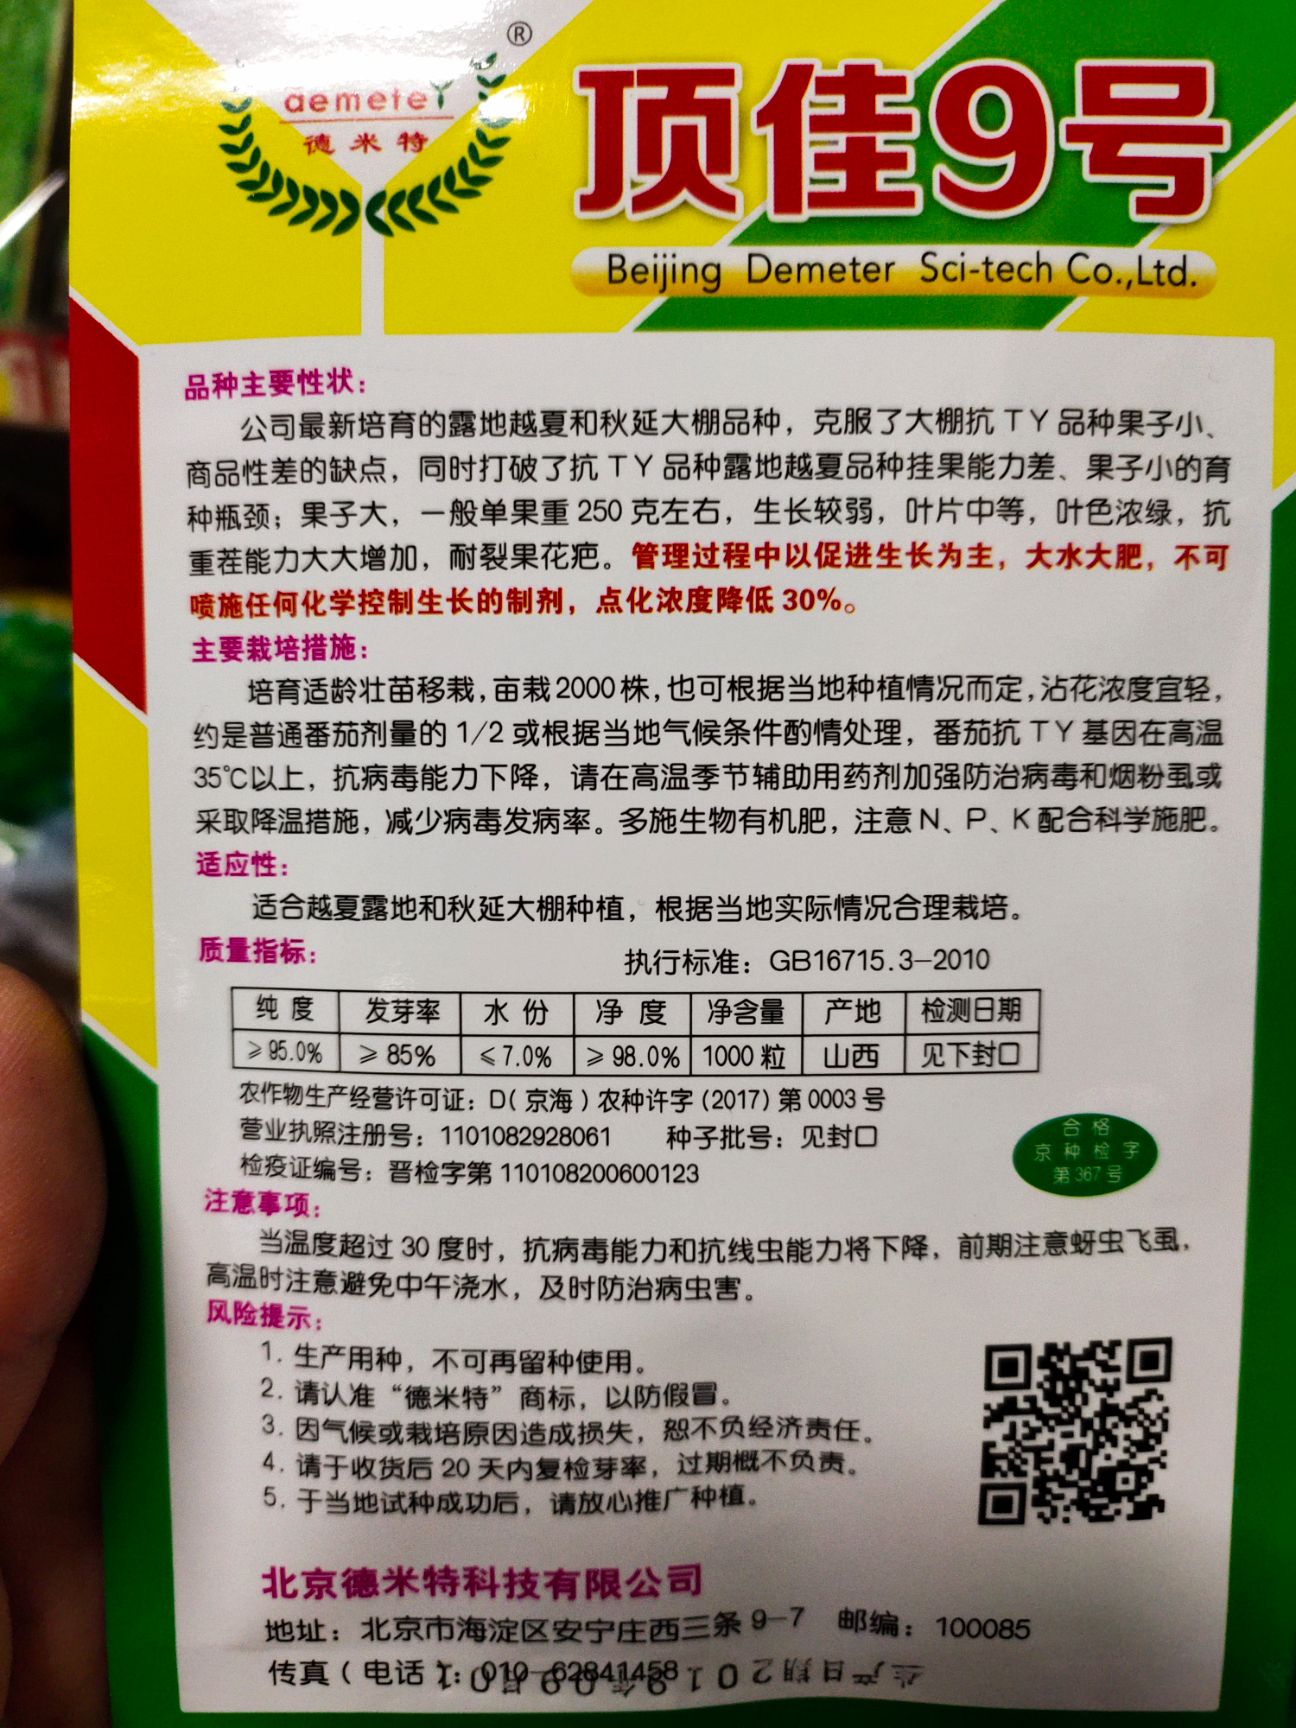 demeter
德米特
®
顶佳9号
Beijing Demeter Sci-tech Co.,Ltd.
品种主要性状：
公司最新培育的露地越夏和秋延大棚品种，克服了大棚抗TY品种果子小、
商品性差的缺点，同时打破了抗TY品种露地越夏品种挂果能力差、果子小的育
种瓶颈；果子大，一般单果重250克左右，生长较弱，叶片中等，叶色浓绿，抗
重茬能力大大增加，耐裂果花疤。管理过程中以促进生长为主，大水大肥，不可
喷施任何化学控制生长的制剂，点化浓度降低30%。
主要栽培措施：
培育适龄壮苗移栽，亩栽2000株，也可根据当地种植情况而定，沾花浓度宜轻，
约是普通番茄剂量的1/2或根据当地气候条件酌情处理，番茄抗TY基因在高温
35℃以上，抗病毒能力下降，请在高温季节辅助用药剂加强防治病毒和烟粉虱或
采取降温措施，减少病毒发病率。多施生物有机肥，注意N、P、K配合科学施肥。
适应性：
适合越夏露地和秋延大棚种植，根据当地实际情况合理栽培。
质量指标： 执行标准：GB16715.3-2010
纯度 发芽率 水份 净度 净含量 产地 检测日期
≥95.0% ≥85% ≤7.0% ≥98.0% 1000粒 山西 见下封口
农作物生产经营许可证：D(京海)农种许字(2017)第0003号
营业执照注册号：1101082928061 种子批号：见封口
检疫证编号：晋检字第110108200600123
合格
京种检字
第367号
注意事项：
当温度超过30度时，抗病毒能力和抗线虫能力将下降，前期注意蚜虫飞虱，
高温时注意避免中午浇水，及时防治病虫害。
风险提示：
1. 生产用种，不可再留种使用。
2. 请认准“德米特”商标，以防假冒。
3. 因气候或栽培原因造成损失，恕不负经济责任。
4. 请于收货后20天内复检芽率，过期概不负责。
5. 于当地试种成功后，请放心推广种植。
北京德米特科技有限公司
地址：北京市海淀区安宁庄西三条9-7 邮编：100085
传真(电话)：010-62841458
生产日期2019年09月01